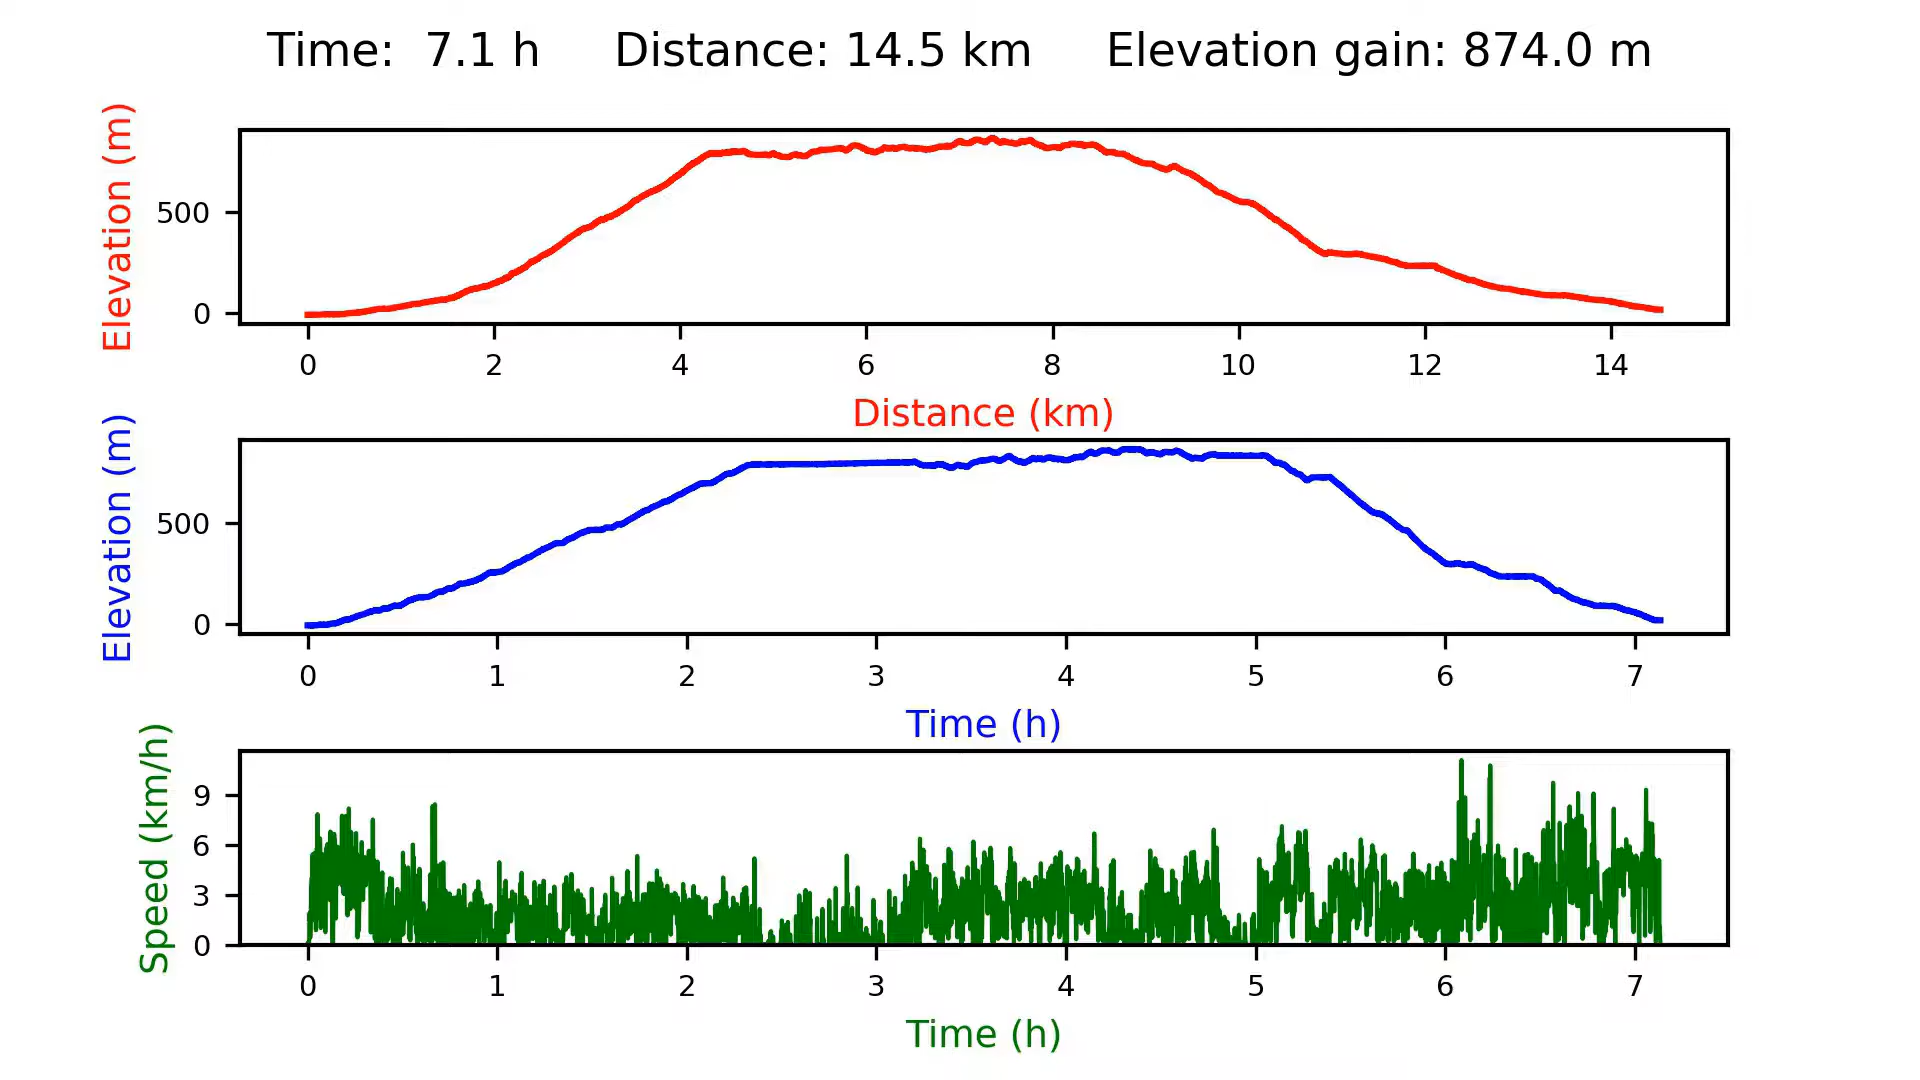 Time:  7.1 h     Distance: 14.5 km     Elevation gain: 874.0 m
Elevation (m)
500
0
0 2 4 6 8 10 12 14
Distance (km)
Elevation (m)
500
0
0 1 2 3 4 5 6 7
Time (h)
Speed (km/h)
9
6
3
0
0 1 2 3 4 5 6 7
Time (h)